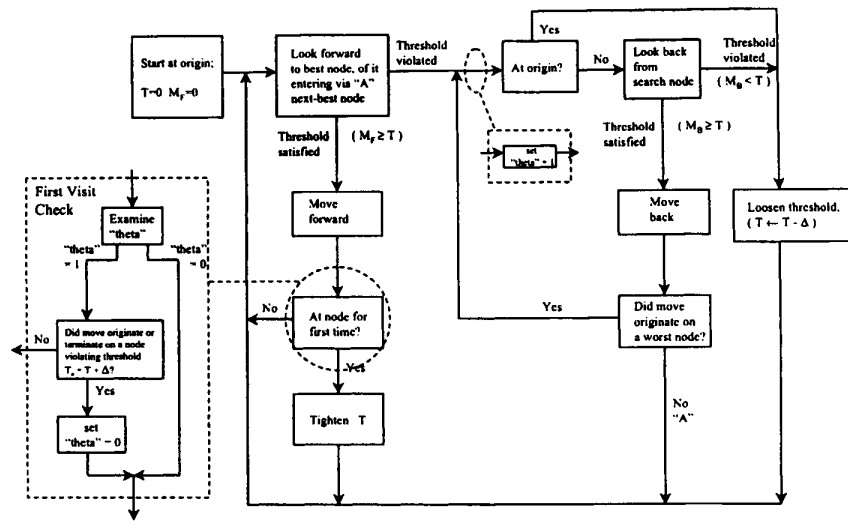 Start at origin;
T=0 M_F=0
Look forward
to best node, of it
entering via "A"
next-best node
Threshold
violated
Yes
At origin?
No
Look back
from
search node
Threshold
violated
( M_B < T )
Threshold
satisfied
( M_F ≥ T )
set
"theta" = 1
Threshold
satisfied
( M_B ≥ T )
First Visit
Check
Examine
"theta"
"theta"
= 1
"theta"
= 0
Move
forward
Move
back
Loosen threshold,
( T ← T - Δ )
No
Did move originate or
terminate on a node
violating threshold
Yes
set
"theta" = 0
No
At node for
first time?
Yes
Tighten T
Yes
Did move
originate on
a worst node?
No
"A"